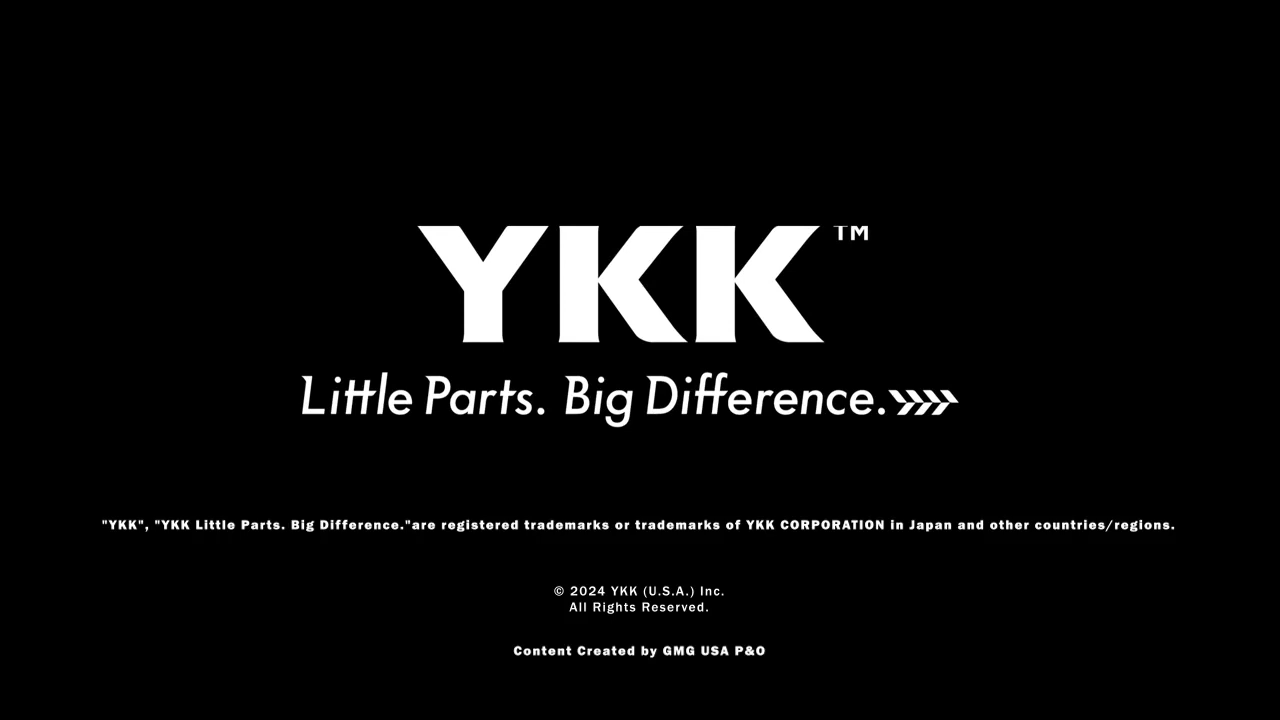 YKK™
Little Parts. Big Difference.
"YKK", "YKK Little Parts. Big Difference."are registered trademarks or trademarks of YKK CORPORATION in Japan and other countries/regions.
© 2024 YKK (U.S.A.) Inc.
All Rights Reserved.
Content Created by GMG USA P&O